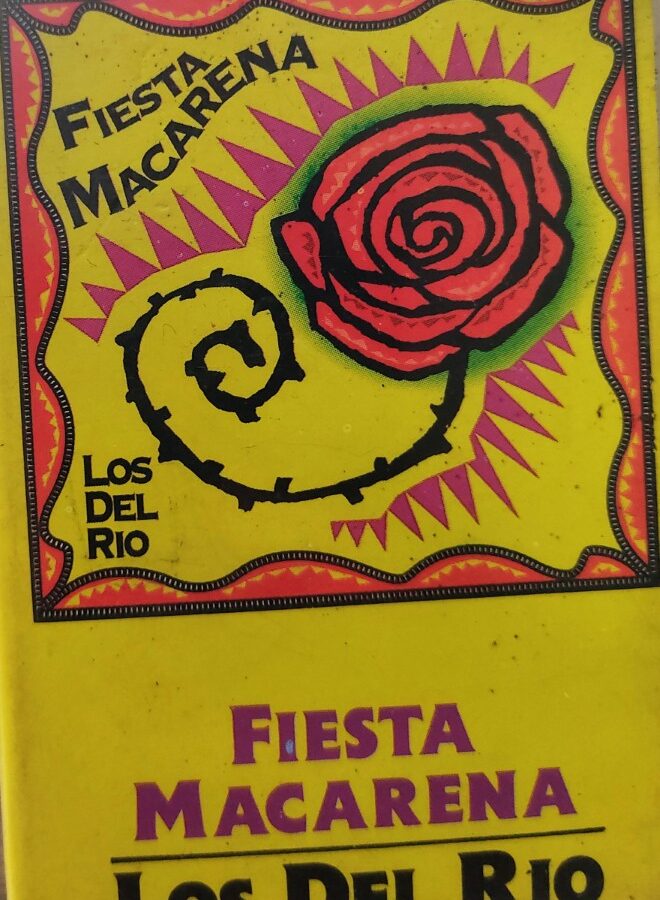 FIESTA
MACARENA
LOS
DEL
RIO
FIESTA
MACARENA
LOS DEL RIO